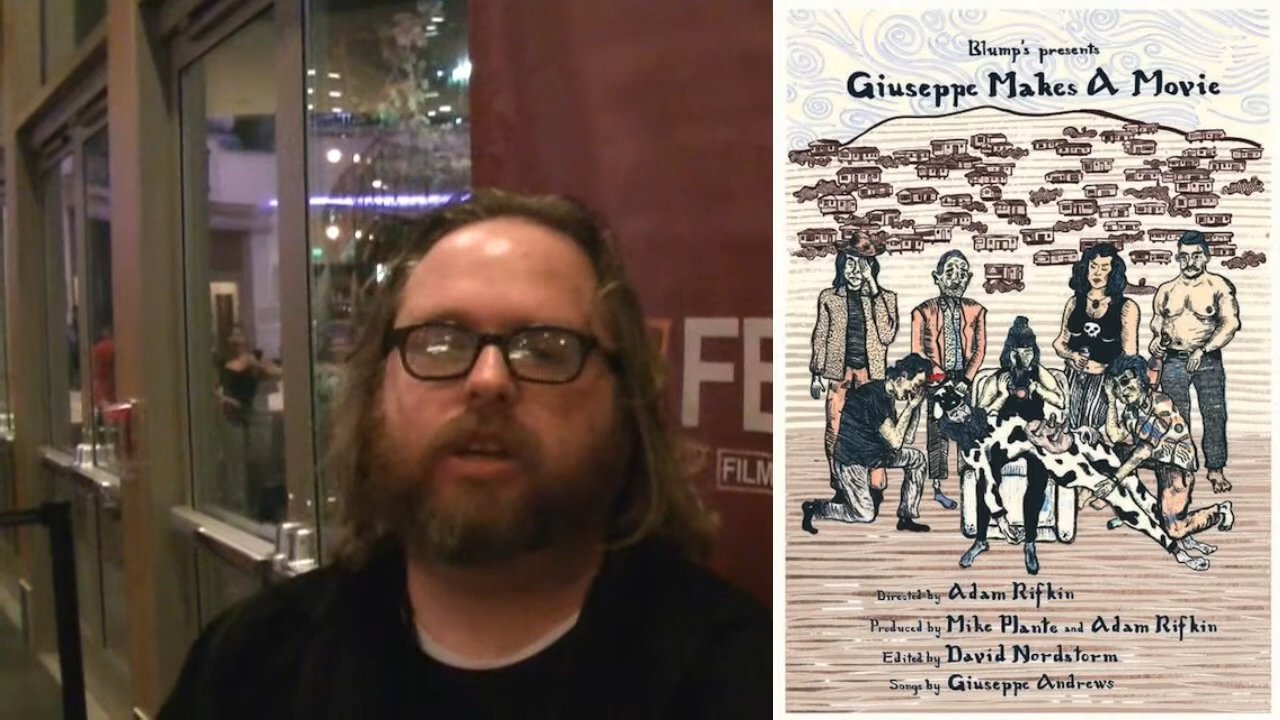 FE
FILM
Blump's presents
Giuseppe Makes A Movie
Directed by Adam Rifkin
Produced by Mike Plante and Adam Rifkin
Edited by David Nordstorm
Songs by Giuseppe Andrews